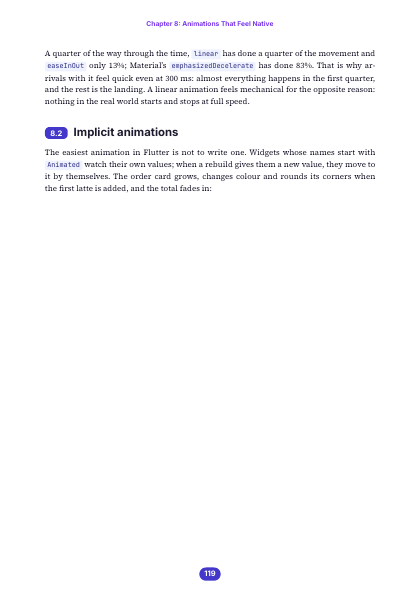 Chapter 8: Animations That Feel Native
A quarter of the way through the time, linear has done a quarter of the movement and
easeInOut only 13%; Material's emphasizedDecelerate has done 83%. That is why ar-
rivals with it feel quick even at 300 ms: almost everything happens in the first quarter,
and the rest is the landing. A linear animation feels mechanical for the opposite reason:
nothing in the real world starts and stops at full speed.
8.2 Implicit animations
The easiest animation in Flutter is not to write one. Widgets whose names start with
Animated watch their own values; when a rebuild gives them a new value, they move to
it by themselves. The order card grows, changes colour and rounds its corners when
the first latte is added, and the total fades in:
119